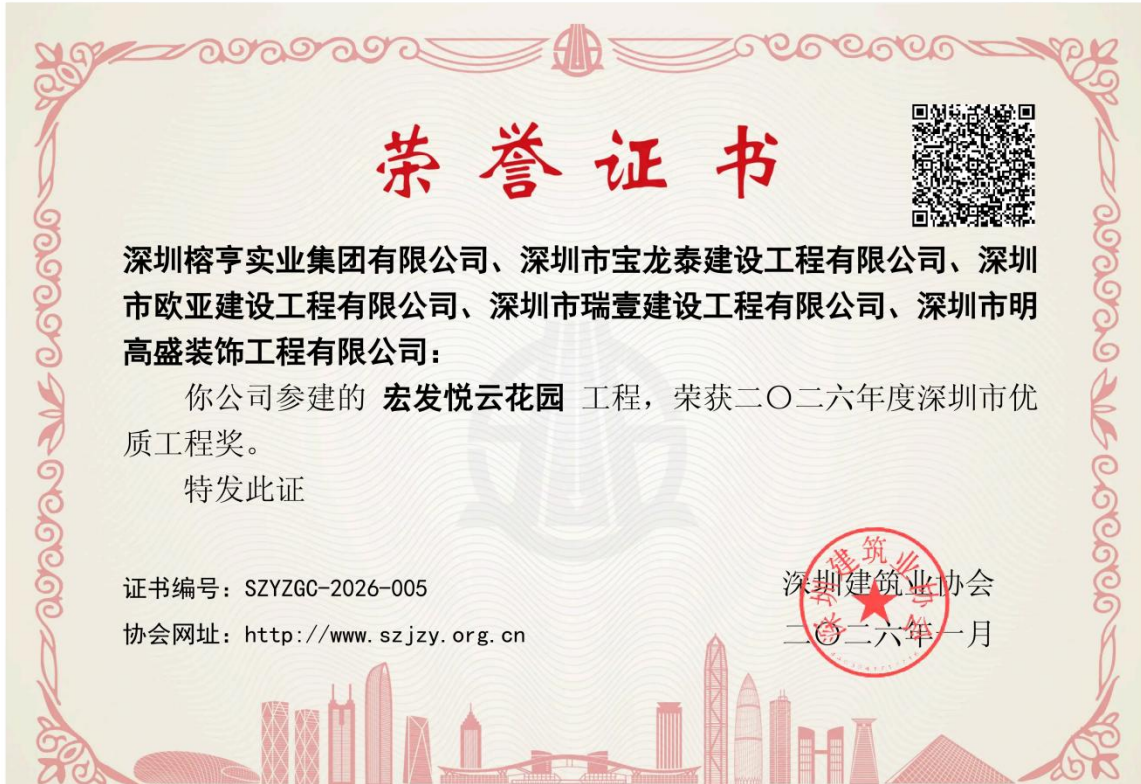 荣誉证书
深圳榕亨实业集团有限公司、深圳市宝龙泰建设工程有限公司、深圳
市欧亚建设工程有限公司、深圳市瑞壹建设工程有限公司、深圳市明
高盛装饰工程有限公司：
你公司参建的 宏发悦云花园 工程，荣获二〇二六年度深圳市优
质工程奖。
特发此证
证书编号：SZYZGC-2026-005
协会网址：http://www.szjzy.org.cn
深圳建筑业协会
二〇二六年一月
深圳建筑业协会